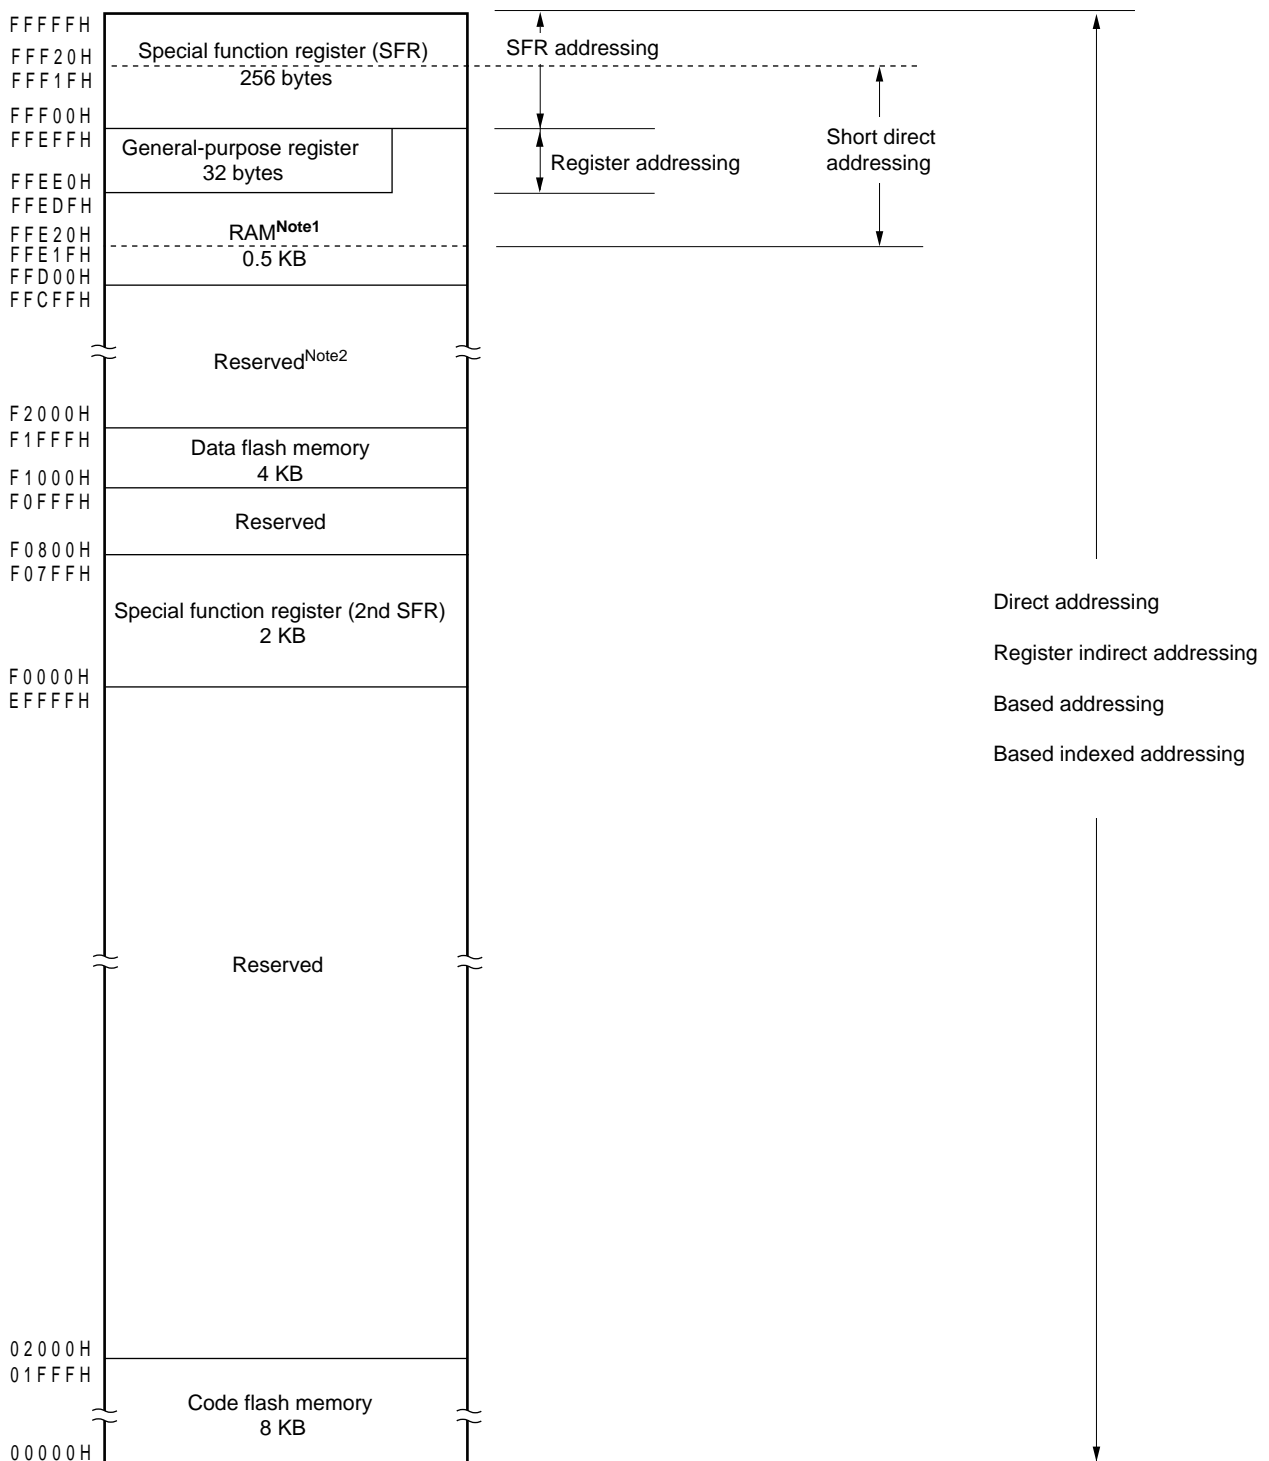 FFFFFH
FFF20H
FFF1FH
FFF00H
FFEFFH
FFEE0H
FFEDFH
FFE20H
FFE1FH
FFD00H
FFCFFH
F2000H
F1FFFH
F1000H
F0FFFH
F0800H
F07FFH
F0000H
EFFFFH
02000H
01FFFH
00000H
Special function register (SFR)
256 bytes
General-purpose register
32 bytes
RAMNote1
0.5 KB
ReservedNote2
Data flash memory
4 KB
Reserved
Special function register (2nd SFR)
2 KB
Reserved
Code flash memory
8 KB
SFR addressing
Register addressing
Short direct
addressing
Direct addressing
Register indirect addressing
Based addressing
Based indexed addressing